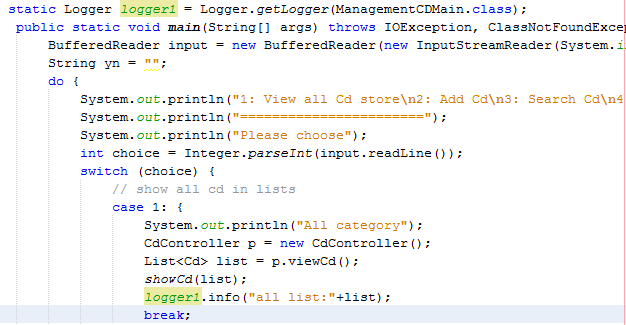 static Logger logger1 = Logger.getLogger(ManagementCDMain.class);
public static void main(String[] args) throws IOException, ClassNotFoundExcep
BufferedReader input = new BufferedReader(new InputStreamReader(System.i
String yn = "";
do {
System.out.println("1: View all Cd store\n2: Add Cd\n3: Search Cd\n4
System.out.println("=======================");
System.out.println("Please choose");
int choice = Integer.parseInt(input.readLine());
switch (choice) {
// show all cd in lists
case 1: {
System.out.println("All category");
CdController p = new CdController();
List<Cd> list = p.viewCd();
showCd(list);
logger1.info("all list:"+list);
break;